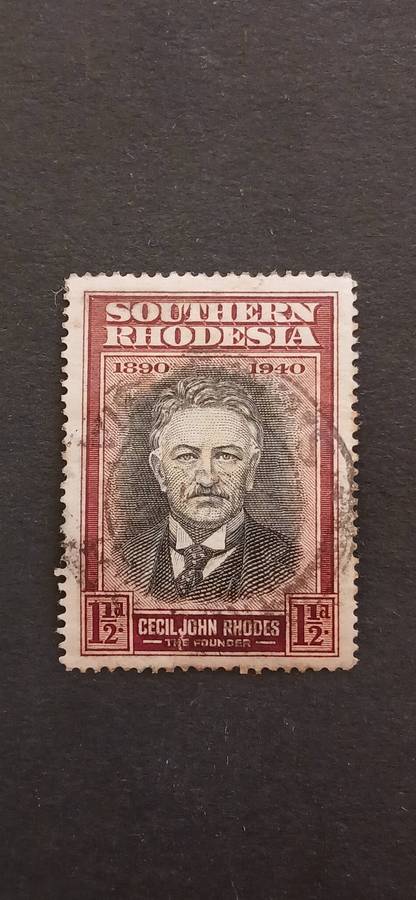 SOUTHERN
RHODESIA
1890 1940
1½d. CECIL JOHN RHODES 1½d.
THE FOUNDER